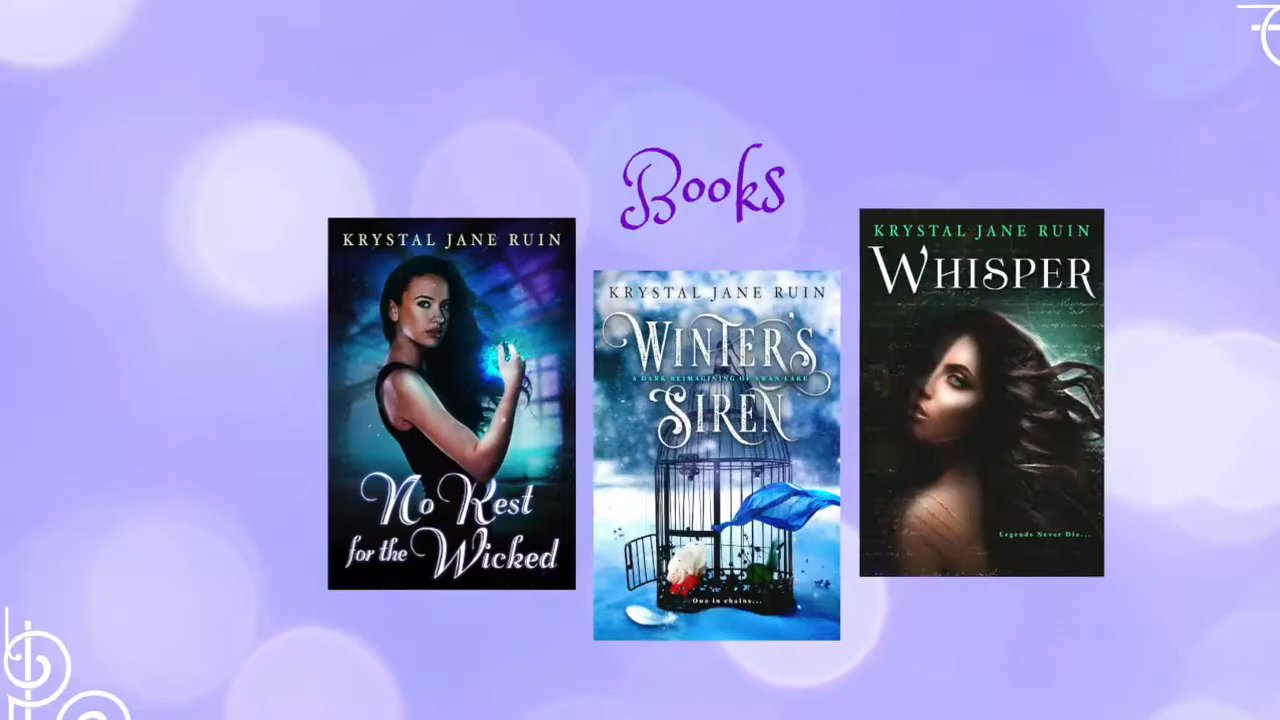 Books
KRYSTAL JANE RUIN
No Rest
for the Wicked
KRYSTAL JANE RUIN
WINTER'S
A DARK REIMAGINING OF SWAN LAKE
SIREN
One in chains...
KRYSTAL JANE RUIN
WHISPER
Legends Never Die...